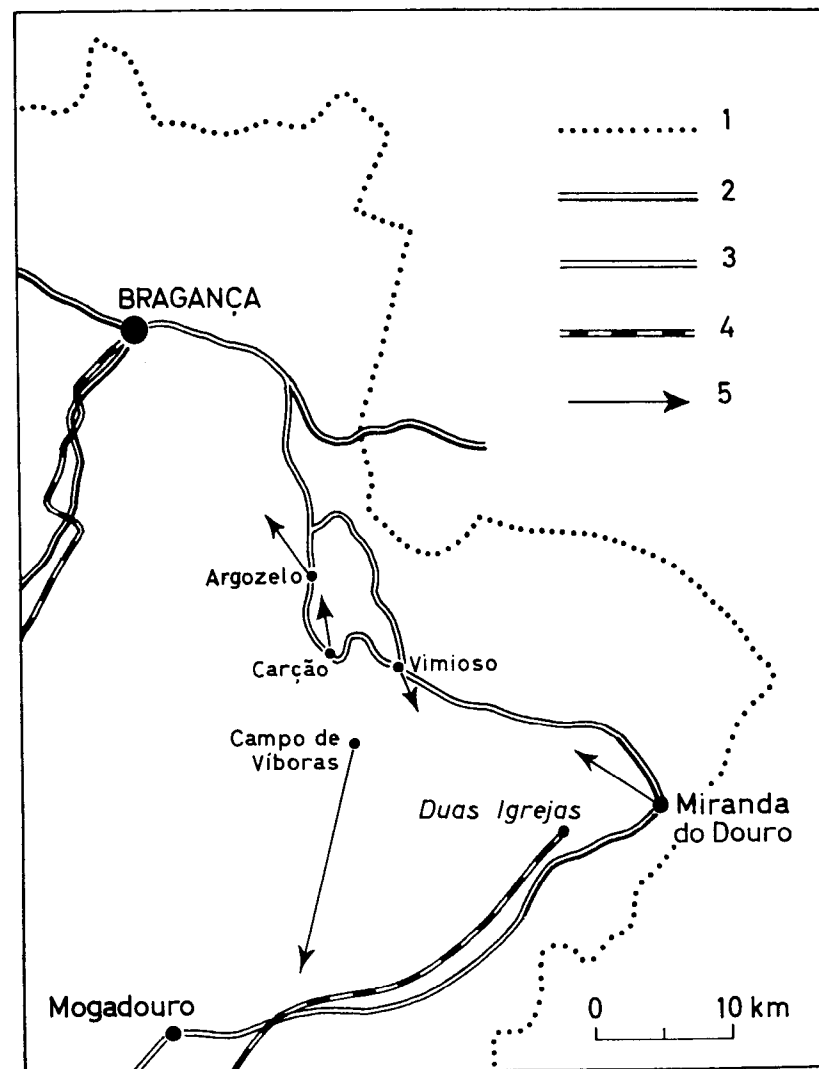 1
2
BRAGANÇA
3
4
5
Argozelo
Carção
Vimioso
Campo de
Víboras
Duas Igrejas
Miranda
do Douro
Mogadouro
0 10 km